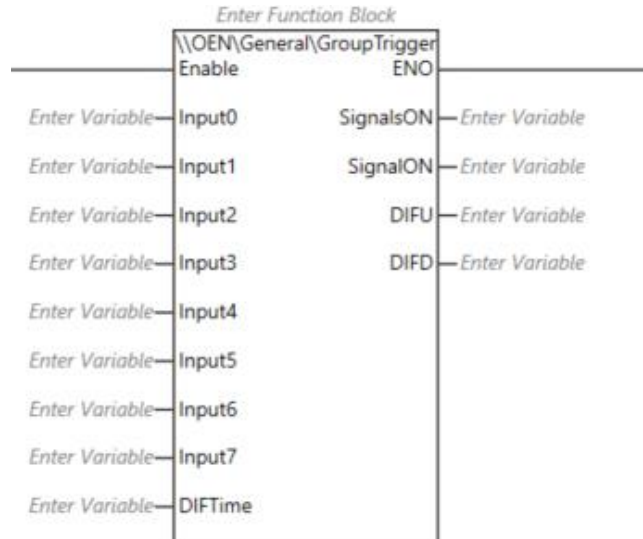 Enter Function Block
\\OEN\General\GroupTrigger
Enable ENO
Enter Variable Input0 SignalsON Enter Variable
Enter Variable Input1 SignalON Enter Variable
Enter Variable Input2 DIFU Enter Variable
Enter Variable Input3 DIFD Enter Variable
Enter Variable Input4
Enter Variable Input5
Enter Variable Input6
Enter Variable Input7
Enter Variable DIFTime